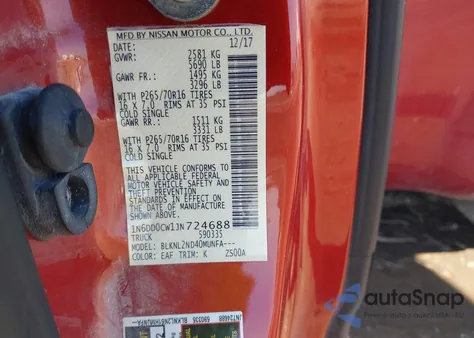 MFD BY NISSAN MOTOR CO., LTD.
DATE: 12/17
GVWR: 2581 KG
5690 LB
GAWR FR.: 1495 KG
3296 LB
WITH P265/70R16 TIRES
16 X 7.0 RIMS AT 35 PSI
COLD SINGLE
GAWR RR.: 1511 KG
3331 LB
WITH P265/70R16 TIRES
16 X 7.0 RIMS AT 35 PSI
COLD SINGLE
THIS VEHICLE CONFORMS TO
ALL APPLICABLE FEDERAL
MOTOR VEHICLE SAFETY AND
THEFT PREVENTION
STANDARDS IN EFFECT ON THE
DATE OF MANUFACTURE
SHOWN ABOVE.
1N6DD0CW1JN724688
TRUCK 590335
MODEL: BLKNL2ND40MUNFA---
COLOR: EAF TRIM: K ZS00A
JN724688 590335
autoSnap